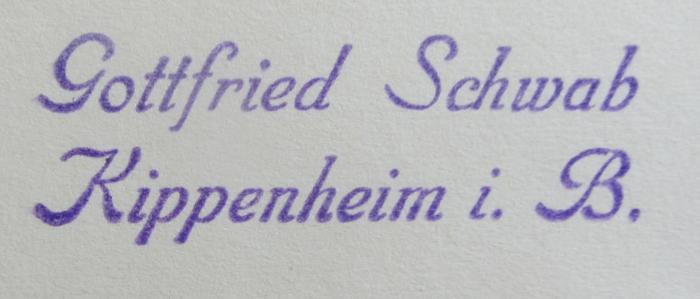 Gottfried Schwab
Kippenheim i. B.